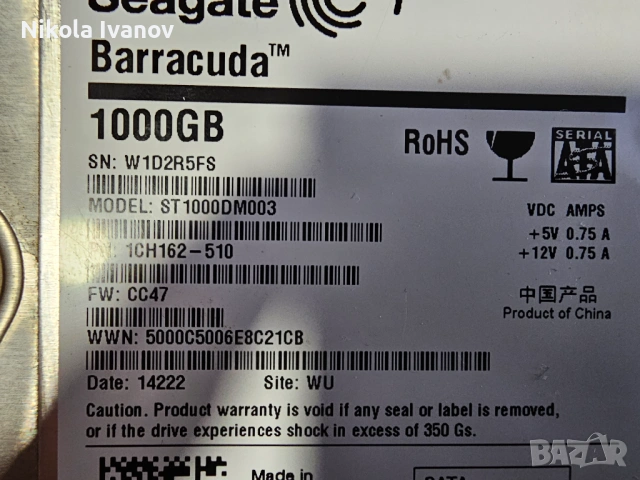 Nikola Ivanov
Seagate
Barracuda™
1000GB
RoHS
SERIAL
ATA
SN: W1D2R5FS
MODEL: ST1000DM003
1CH162-510
FW: CC47
WWN: 5000C5006E8C21CB
VDC AMPS
+5V 0.75 A
+12V 0.75 A
中国产品
Product of China
Date: 14222 Site: WU
Caution. Product warranty is void if any seal or label is removed,
or if the drive experiences shock in excess of 350 Gs.
Made in
SATA
BAZAR